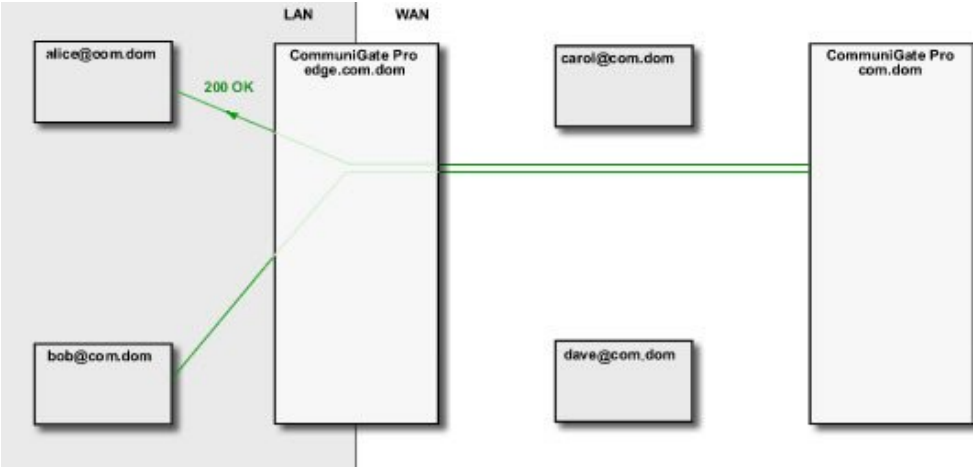 LAN
WAN
alice@com.dom
CommuniGate Pro
edge.com.dom
carol@com.dom
CommuniGate Pro
com.dom
200 OK
bob@com.dom
dave@com.dom